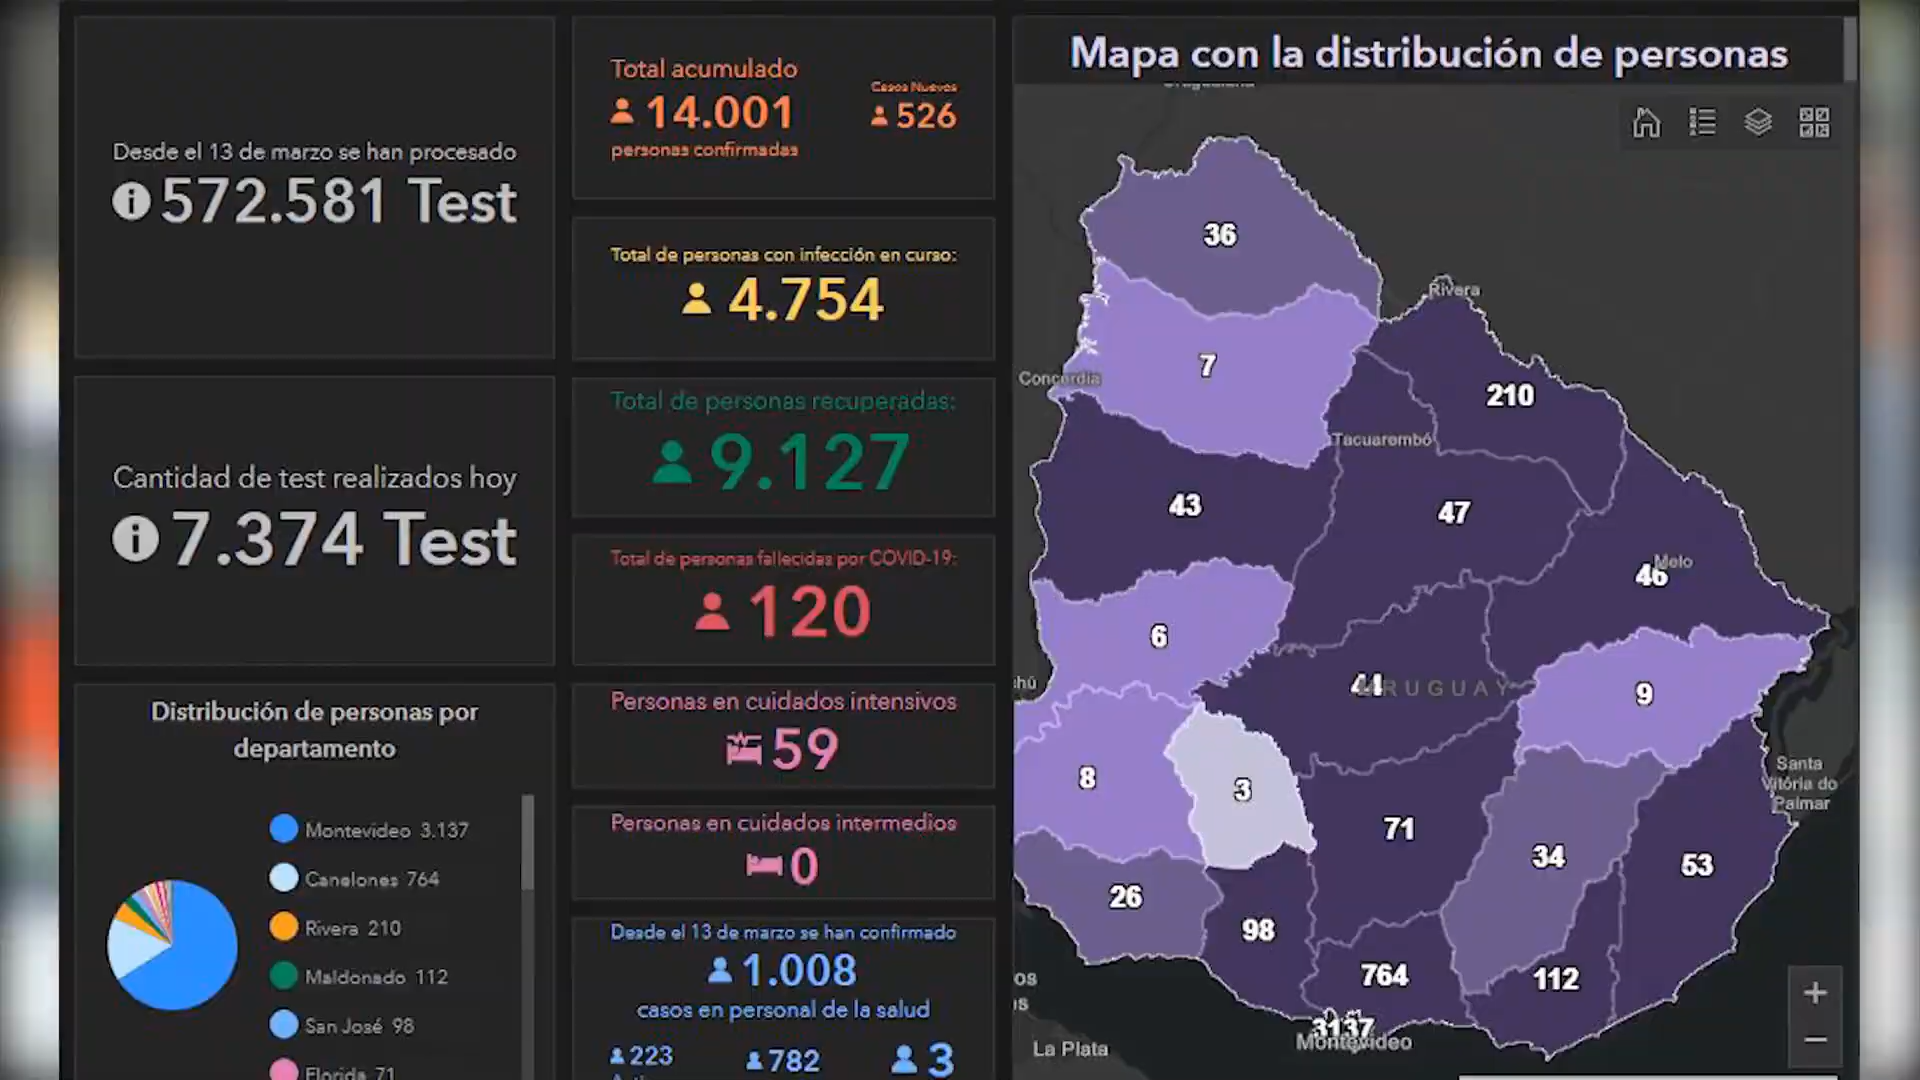 Desde el 13 de marzo se han procesado
572.581 Test
Cantidad de test realizados hoy
7.374 Test
Distribución de personas por
departamento
Montevideo 3.137
Canelones 764
Rivera 210
Maldonado 112
San José 98
Florida 71
Total acumulado
14.001
personas confirmadas
Casos Nuevos
526
Total de personas con infección en curso:
4.754
Total de personas recuperadas:
9.127
Total de personas fallecidas por COVID-19:
120
Personas en cuidados intensivos
59
Personas en cuidados intermedios
0
Desde el 13 de marzo se han confirmado
1.008
casos en personal de la salud
223
782
3
Mapa con la distribución de personas
36
Rivera
7
Concordia
210
Tacuarembó
43
47
Melo
46
6
44
URUGUAY
9
8
3
Santa
Vitória do
Palmar
71
34
53
26
98
764
112
3137
Montevideo
La Plata